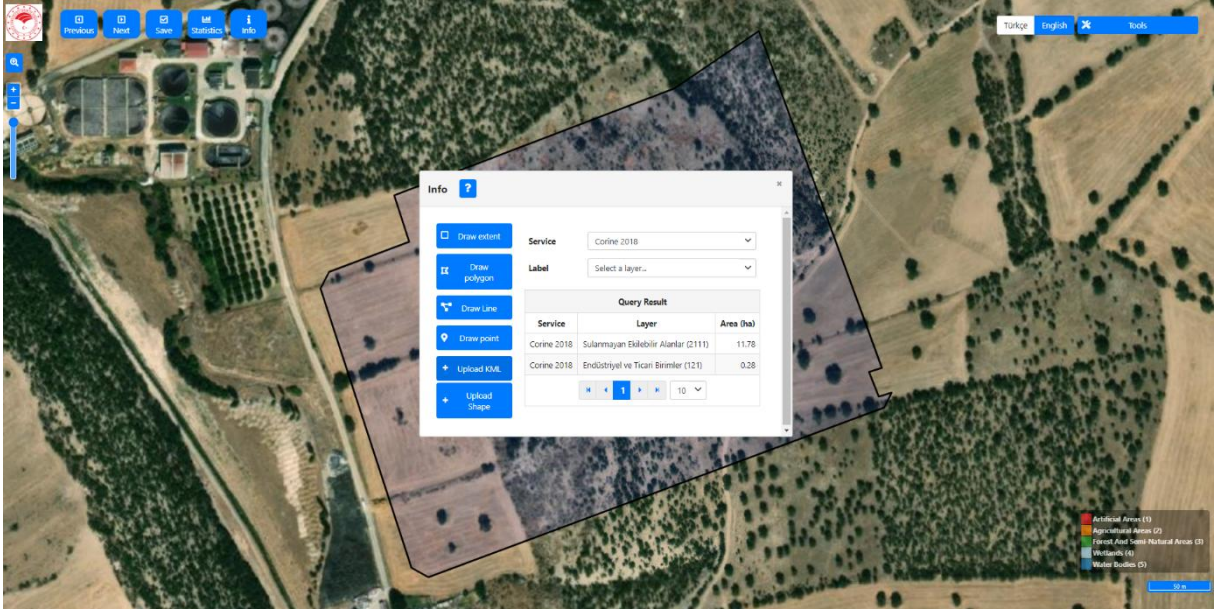 Previous
Next
Save
Statistics
Info
Türkçe
English
Tools
+
−
Info ?
×
Draw extent
Draw
polygon
Draw Line
Draw point
+ Upload KML
+ Upload
Shape
Service Corine 2018
Label Select a layer...
Query Result
Service Layer Area (ha)
Corine 2018 Sulanmayan Ekilebilir Alanlar (2111) 11.78
Corine 2018 Endüstriyel ve Ticari Birimler (121) 0.28
1 10
Artificial Areas (1)
Agricultural Areas (2)
Forest And Semi-Natural Areas (3)
Wetlands (4)
Water Bodies (5)
50 m